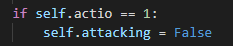 if self.actio == 1:
    self.attacking = False